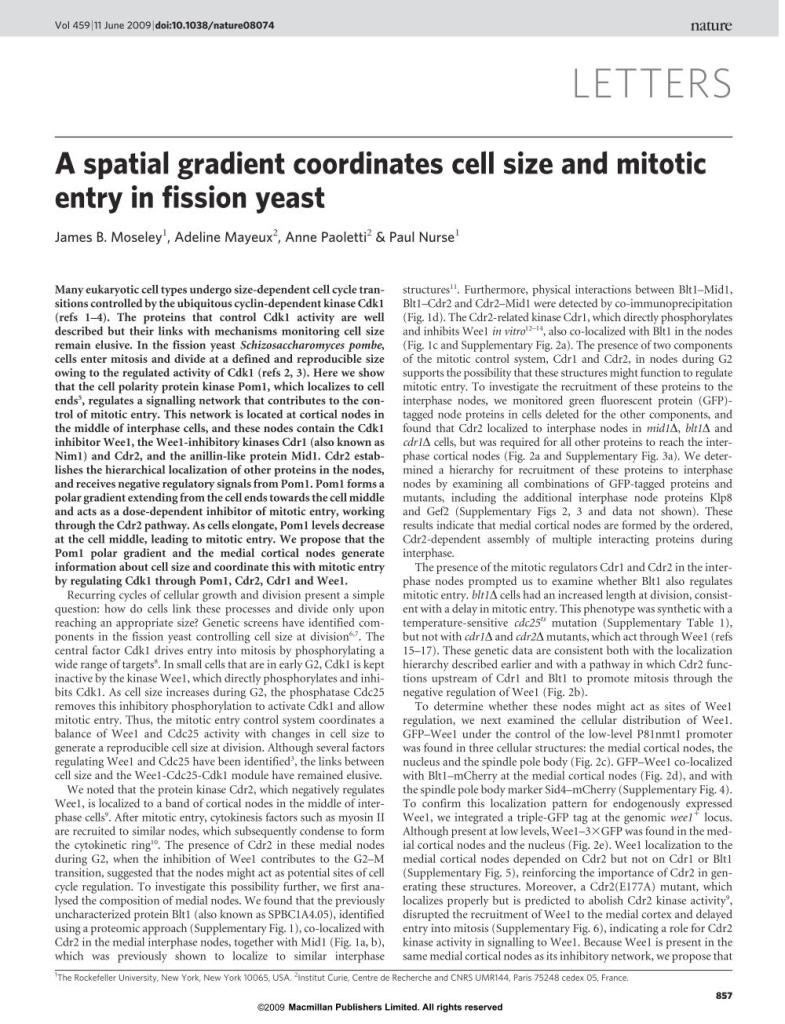 Vol 459|11 June 2009|doi:10.1038/nature08074
nature
LETTERS
A spatial gradient coordinates cell size and mitotic
entry in fission yeast
James B. Moseley1, Adeline Mayeux2, Anne Paoletti2 & Paul Nurse1
Many eukaryotic cell types undergo size-dependent cell cycle tran-
sitions controlled by the ubiquitous cyclin-dependent kinase Cdk1
(refs 1–4). The proteins that control Cdk1 activity are well
described but their links with mechanisms monitoring cell size
remain elusive. In the fission yeast Schizosaccharomyces pombe,
cells enter mitosis and divide at a defined and reproducible size
owing to the regulated activity of Cdk1 (refs 2, 3). Here we show
that the cell polarity protein kinase Pom1, which localizes to cell
ends5, regulates a signalling network that contributes to the con-
trol of mitotic entry. This network is located at cortical nodes in
the middle of interphase cells, and these nodes contain the Cdk1
inhibitor Wee1, the Wee1-inhibitory kinases Cdr1 (also known as
Nim1) and Cdr2, and the anillin-like protein Mid1. Cdr2 estab-
lishes the hierarchical localization of other proteins in the nodes,
and receives negative regulatory signals from Pom1. Pom1 forms a
polar gradient extending from the cell ends towards the cell middle
and acts as a dose-dependent inhibitor of mitotic entry, working
through the Cdr2 pathway. As cells elongate, Pom1 levels decrease
at the cell middle, leading to mitotic entry. We propose that the
Pom1 polar gradient and the medial cortical nodes generate
information about cell size and coordinate this with mitotic entry
by regulating Cdk1 through Pom1, Cdr2, Cdr1 and Wee1.
Recurring cycles of cellular growth and division present a simple
question: how do cells link these processes and divide only upon
reaching an appropriate size? Genetic screens have identified com-
ponents in the fission yeast controlling cell size at division6,7. The
central factor Cdk1 drives entry into mitosis by phosphorylating a
wide range of targets8. In small cells that are in early G2, Cdk1 is kept
inactive by the kinase Wee1, which directly phosphorylates and inhi-
bits Cdk1. As cell size increases during G2, the phosphatase Cdc25
removes this inhibitory phosphorylation to activate Cdk1 and allow
mitotic entry. Thus, the mitotic entry control system coordinates a
balance of Wee1 and Cdc25 activity with changes in cell size to
generate a reproducible cell size at division. Although several factors
regulating Wee1 and Cdc25 have been identified3, the links between
cell size and the Wee1-Cdc25-Cdk1 module have remained elusive.
We noted that the protein kinase Cdr2, which negatively regulates
Wee1, is localized to a band of cortical nodes in the middle of inter-
phase cells9. After mitotic entry, cytokinesis factors such as myosin II
are recruited to similar nodes, which subsequently condense to form
the cytokinetic ring10. The presence of Cdr2 in these medial nodes
during G2, when the inhibition of Wee1 contributes to the G2–M
transition, suggested that the nodes might act as potential sites of cell
cycle regulation. To investigate this possibility further, we first ana-
lysed the composition of medial nodes. We found that the previously
uncharacterized protein Blt1 (also known as SPBC1A4.05), identified
using a proteomic approach (Supplementary Fig. 1), co-localized with
Cdr2 in the medial interphase nodes, together with Mid1 (Fig. 1a, b),
which was previously shown to localize to similar interphase
structures11. Furthermore, physical interactions between Blt1–Mid1,
Blt1–Cdr2 and Cdr2–Mid1 were detected by co-immunoprecipitation
(Fig. 1d). The Cdr2-related kinase Cdr1, which directly phosphorylates
and inhibits Wee1 in vitro12–14, also co-localized with Blt1 in the nodes
(Fig. 1c and Supplementary Fig. 2a). The presence of two components
of the mitotic control system, Cdr1 and Cdr2, in nodes during G2
supports the possibility that these structures might function to regulate
mitotic entry. To investigate the recruitment of these proteins to the
interphase nodes, we monitored green fluorescent protein (GFP)-
tagged node proteins in cells deleted for the other components, and
found that Cdr2 localized to interphase nodes in mid1Δ, blt1Δ and
cdr1Δ cells, but was required for all other proteins to reach the inter-
phase cortical nodes (Fig. 2a and Supplementary Fig. 3a). We deter-
mined a hierarchy for recruitment of these proteins to interphase
nodes by examining all combinations of GFP-tagged proteins and
mutants, including the additional interphase node proteins Klp8
and Gef2 (Supplementary Figs 2, 3 and data not shown). These
results indicate that medial cortical nodes are formed by the ordered,
Cdr2-dependent assembly of multiple interacting proteins during
interphase.
The presence of the mitotic regulators Cdr1 and Cdr2 in the inter-
phase nodes prompted us to examine whether Blt1 also regulates
mitotic entry. blt1Δ cells had an increased length at division, consist-
ent with a delay in mitotic entry. This phenotype was synthetic with a
temperature-sensitive cdc25ts mutation (Supplementary Table 1),
but not with cdr1Δ and cdr2Δ mutants, which act through Wee1 (refs
15–17). These genetic data are consistent both with the localization
hierarchy described earlier and with a pathway in which Cdr2 func-
tions upstream of Cdr1 and Blt1 to promote mitosis through the
negative regulation of Wee1 (Fig. 2b).
To determine whether these nodes might act as sites of Wee1
regulation, we next examined the cellular distribution of Wee1.
GFP–Wee1 under the control of the low-level P81nmt1 promoter
was found in three cellular structures: the medial cortical nodes, the
nucleus and the spindle pole body (Fig. 2c). GFP–Wee1 co-localized
with Blt1–mCherry at the medial cortical nodes (Fig. 2d), and with
the spindle pole body marker Sid4–mCherry (Supplementary Fig. 4).
To confirm this localization pattern for endogenously expressed
Wee1, we integrated a triple-GFP tag at the genomic wee1+ locus.
Although present at low levels, Wee1–3×GFP was found in the med-
ial cortical nodes and the nucleus (Fig. 2e). Wee1 localization to the
medial cortical nodes depended on Cdr2 but not on Cdr1 or Blt1
(Supplementary Fig. 5), reinforcing the importance of Cdr2 in gen-
erating these structures. Moreover, a Cdr2(E177A) mutant, which
localizes properly but is predicted to abolish Cdr2 kinase activity9,
disrupted the recruitment of Wee1 to the medial cortex and delayed
entry into mitosis (Supplementary Fig. 6), indicating a role for Cdr2
kinase activity in signalling to Wee1. Because Wee1 is present in the
same medial cortical nodes as its inhibitory network, we propose that
1The Rockefeller University, New York, New York 10065, USA. 2Institut Curie, Centre de Recherche and CNRS UMR144, Paris 75248 cedex 05, France.
857
©2009 Macmillan Publishers Limited. All rights reserved